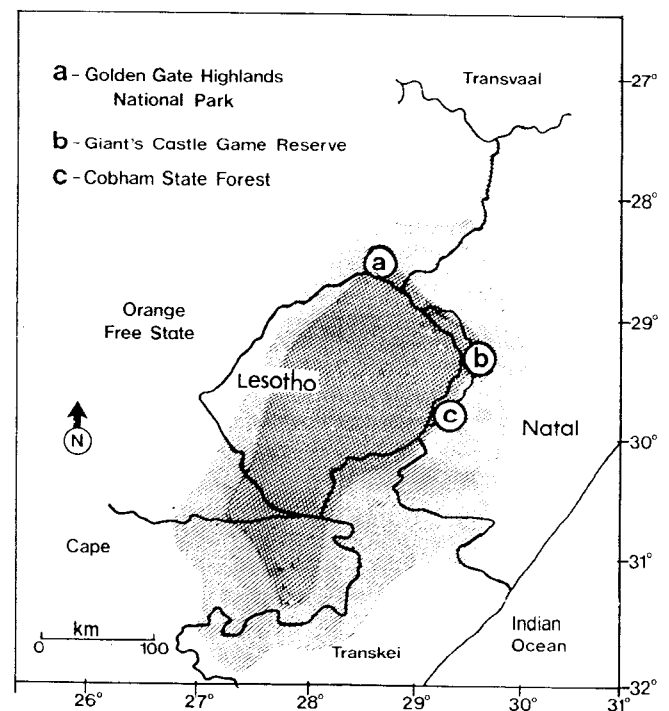 a - Golden Gate Highlands
National Park
b - Giant's Castle Game Reserve
c - Cobham State Forest
Transvaal
27°
28°
a
Orange
Free State
29°
b
Lesotho
c
Natal
N
30°
Cape
31°
km
0 100
Transkei
Indian
Ocean
32°
26° 27° 28° 29° 30° 31°